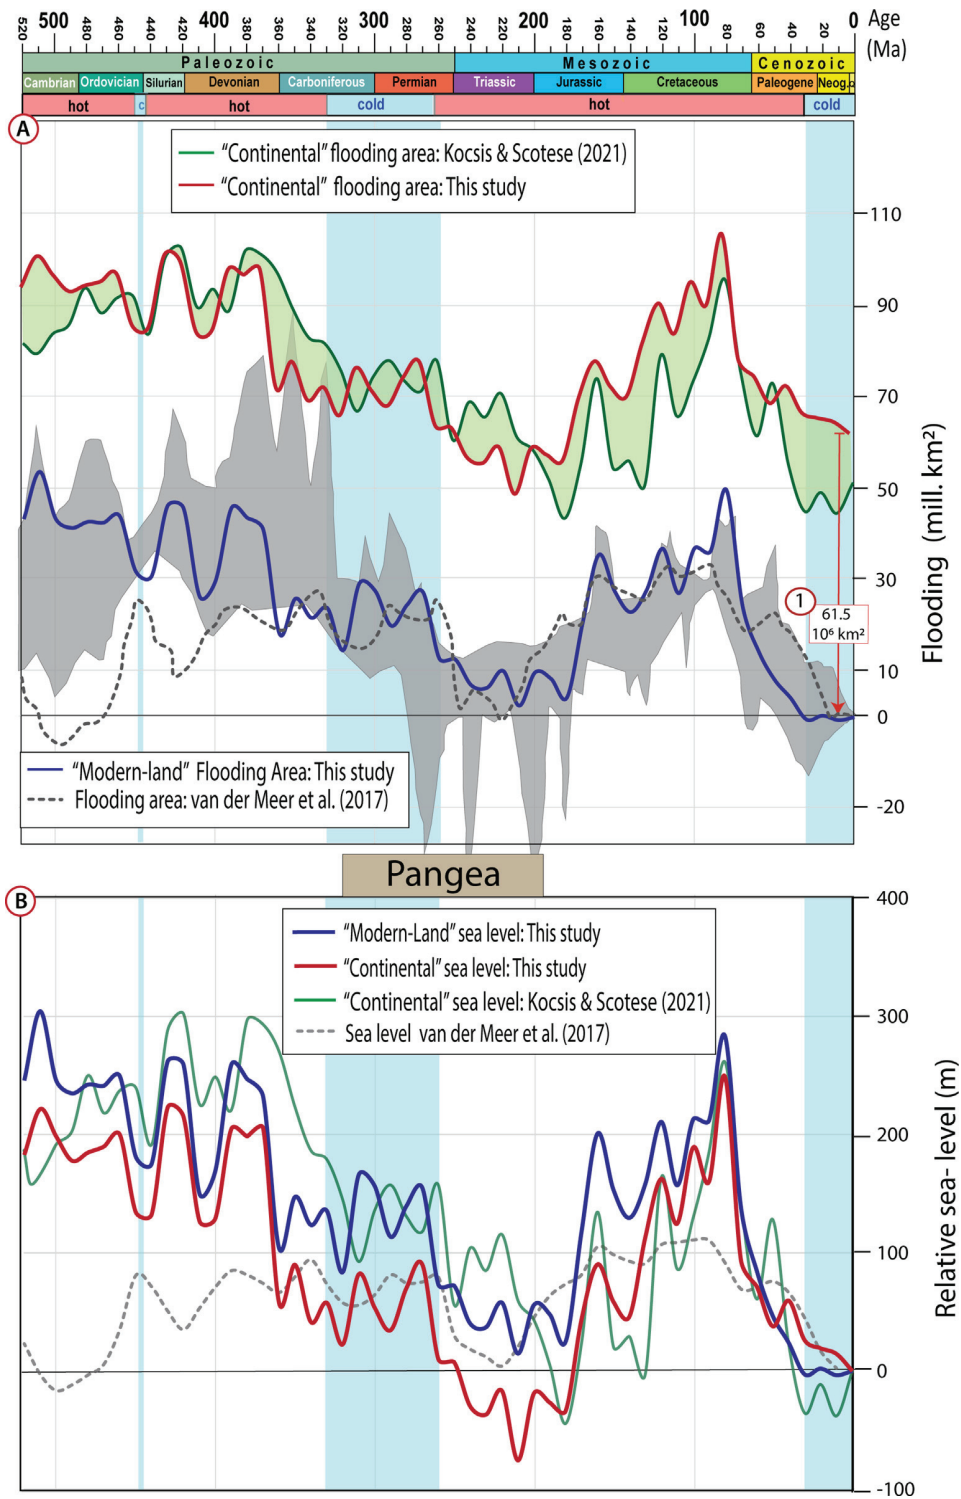 500 400 300 200 100 0 Age
520 480 460 440 420 380 360 340 320 280 260 240 220 180 160 140 120 80 60 40 20 (Ma)
Paleozoic Mesozoic Cenozoic
Cambrian Ordovician Silurian Devonian Carboniferous Permian Triassic Jurassic Cretaceous Paleogene Neog.
hot c hot cold hot cold
A
"Continental" flooding area: Kocsis & Scotese (2021)
"Continental" flooding area: This study
110
90
70
50
30
10
0
-20
Flooding (mill. km²)
1
61.5
10⁶ km²
"Modern-land" Flooding Area: This study
Flooding area: van der Meer et al. (2017)
Pangea
B
"Modern-Land" sea level: This study
"Continental" sea level: This study
"Continental" sea level: Kocsis & Scotese (2021)
Sea level van der Meer et al. (2017)
400
300
200
100
0
-100
Relative sea- level (m)